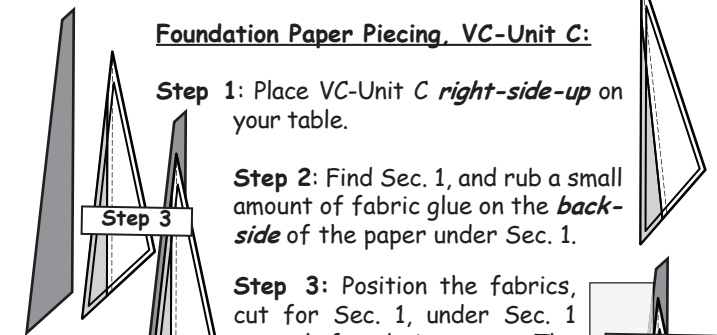 Foundation Paper Piecing, VC-Unit C:
Step 1: Place VC-Unit C right-side-up on
your table.
Step 2: Find Sec. 1, and rub a small
amount of fabric glue on the back-
side of the paper under Sec. 1.
Step 3
Step 3: Position the fabrics,
cut for Sec. 1, under Sec. 1